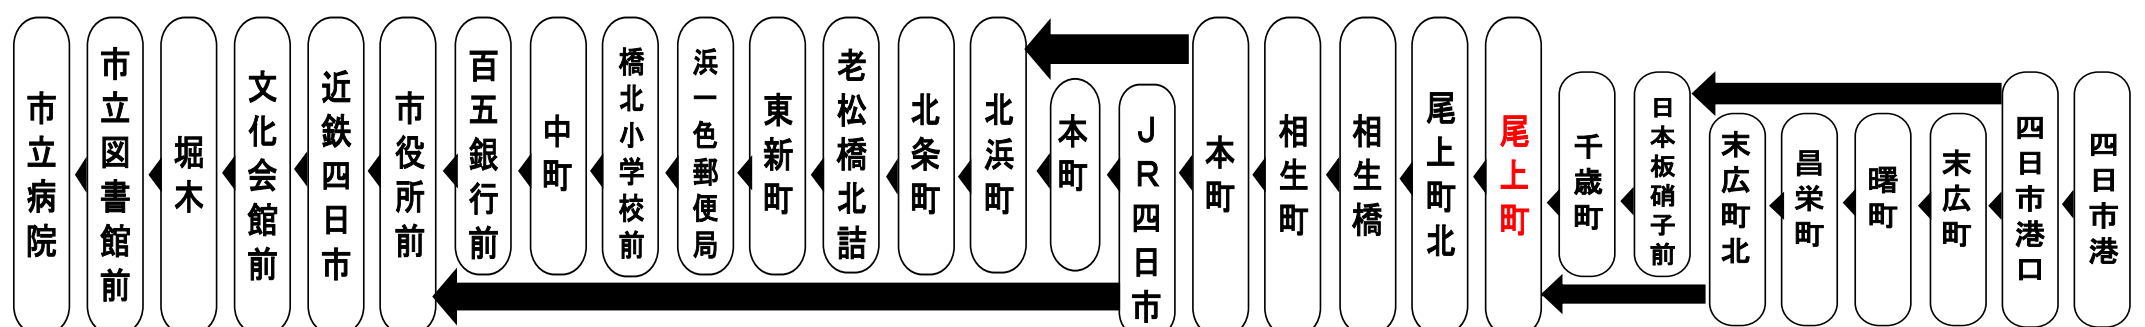 市立病院
市立図書館前
堀木
文化会館前
近鉄四日市
市役所前
百五銀行前
中町
橋北小学校前
浜一色郵便局
東新町
老松橋北詰
北条町
北浜町
本町
JR四日市
本町
相生町
相生橋
尾上町北
尾上町
千歳町
日本板硝子前
末広町北
昌栄町
曙町
末広町
四日市港口
四日市港